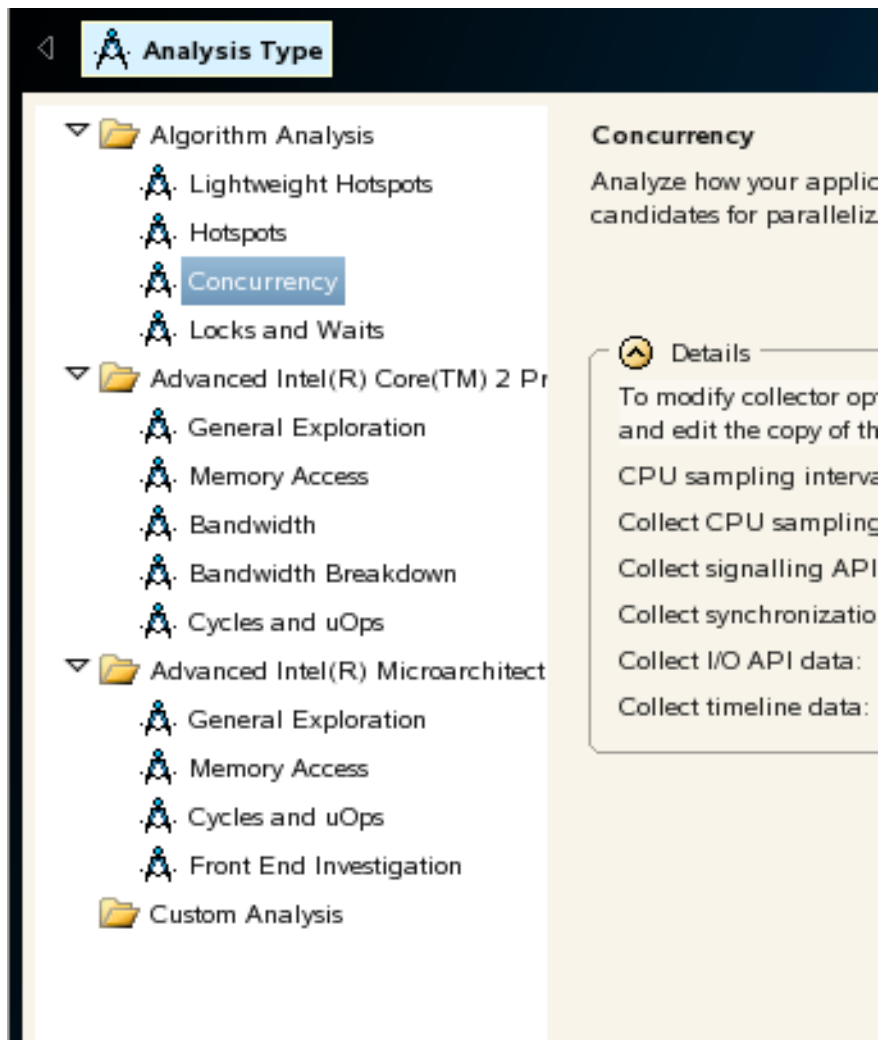 Analysis Type
Algorithm Analysis
Lightweight Hotspots
Hotspots
Concurrency
Locks and Waits
Advanced Intel(R) Core(TM) 2 Pr
General Exploration
Memory Access
Bandwidth
Bandwidth Breakdown
Cycles and uOps
Advanced Intel(R) Microarchitect
General Exploration
Memory Access
Cycles and uOps
Front End Investigation
Custom Analysis
Concurrency
Analyze how your applic
candidates for paralleliz
Details
To modify collector op
and edit the copy of th
CPU sampling interva
Collect CPU sampling
Collect signalling API
Collect synchronizatio
Collect I/O API data:
Collect timeline data: